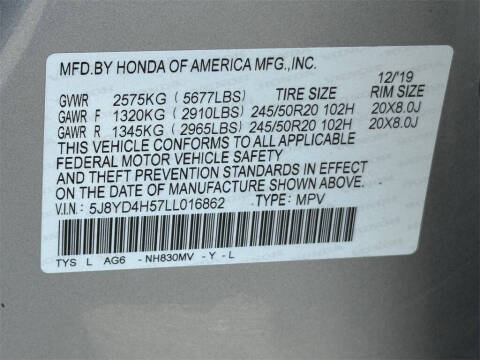 MFD.BY HONDA OF AMERICA MFG.,INC.
12/'19
GVWR 2575KG (5677LBS) TIRE SIZE RIM SIZE
GAWR F 1320KG (2910LBS) 245/50R20 102H 20X8.0J
GAWR R 1345KG (2965LBS) 245/50R20 102H 20X8.0J
THIS VEHICLE CONFORMS TO ALL APPLICABLE
FEDERAL MOTOR VEHICLE SAFETY
AND THEFT PREVENTION STANDARDS IN EFFECT
ON THE DATE OF MANUFACTURE SHOWN ABOVE.
V.I.N: 5J8YD4H57LL016862 TYPE: MPV
TYS L AG6 - NH830MV - Y - L